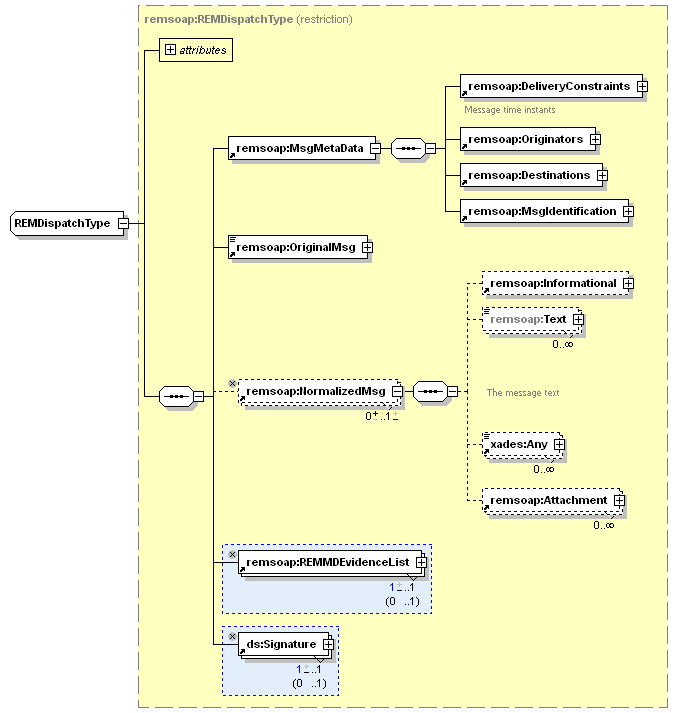 remsoap:REMDispatchType (restriction)
attributes
remsoap:DeliveryConstraints
Message time instants
remsoap:MsgMetaData
remsoap:Originators
remsoap:Destinations
remsoap:MsgIdentification
REMDispatchType
remsoap:OriginalMsg
remsoap:Informational
remsoap:Text
0..∞
remsoap:NormalizedMsg
The message text
0±..1±
xades:Any
0..∞
remsoap:Attachment
0..∞
remsoap:REMMDEvidenceList
1±..1
(0 ..1)
ds:Signature
1±..1
(0 ..1)